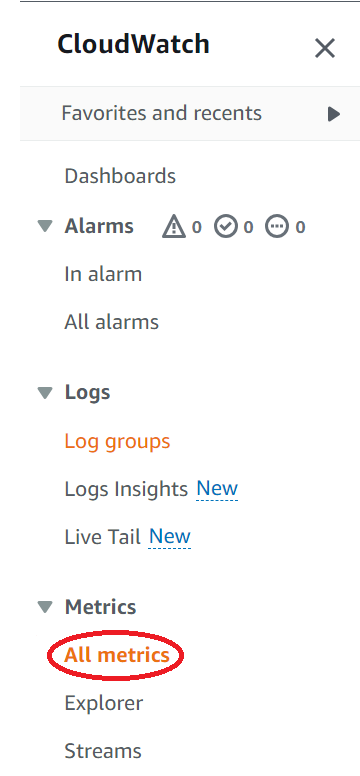 CloudWatch
Favorites and recents
Dashboards
Alarms 0 0 0
In alarm
All alarms
Logs
Log groups
Logs Insights New
Live Tail New
Metrics
All metrics
Explorer
Streams